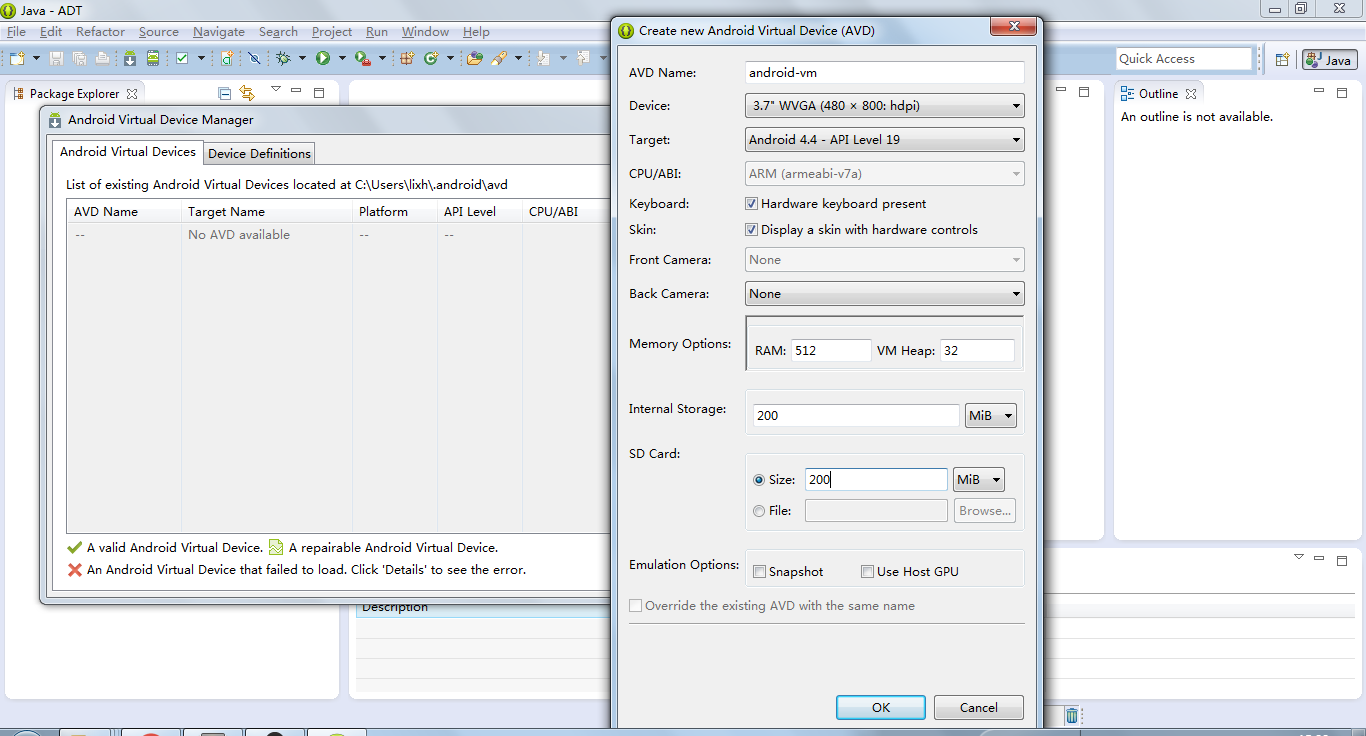 Java - ADT
File Edit Refactor Source Navigate Search Project Run Window Help
Quick Access
Java
Package Explorer
Outline
An outline is not available.
Android Virtual Device Manager
Android Virtual Devices
Device Definitions
List of existing Android Virtual Devices located at C:\Users\lixh\.android\avd
AVD Name Target Name Platform API Level CPU/ABI
-- No AVD available -- --
A valid Android Virtual Device. A repairable Android Virtual Device.
An Android Virtual Device that failed to load. Click 'Details' to see the error.
Description
Create new Android Virtual Device (AVD)
AVD Name: android-vm
Device: 3.7" WVGA (480 × 800: hdpi)
Target: Android 4.4 - API Level 19
CPU/ABI: ARM (armeabi-v7a)
Keyboard: Hardware keyboard present
Skin: Display a skin with hardware controls
Front Camera: None
Back Camera: None
Memory Options: RAM: 512 VM Heap: 32
Internal Storage: 200 MiB
SD Card:
Size: 200 MiB
File: Browse...
Emulation Options: Snapshot Use Host GPU
Override the existing AVD with the same name
OK Cancel